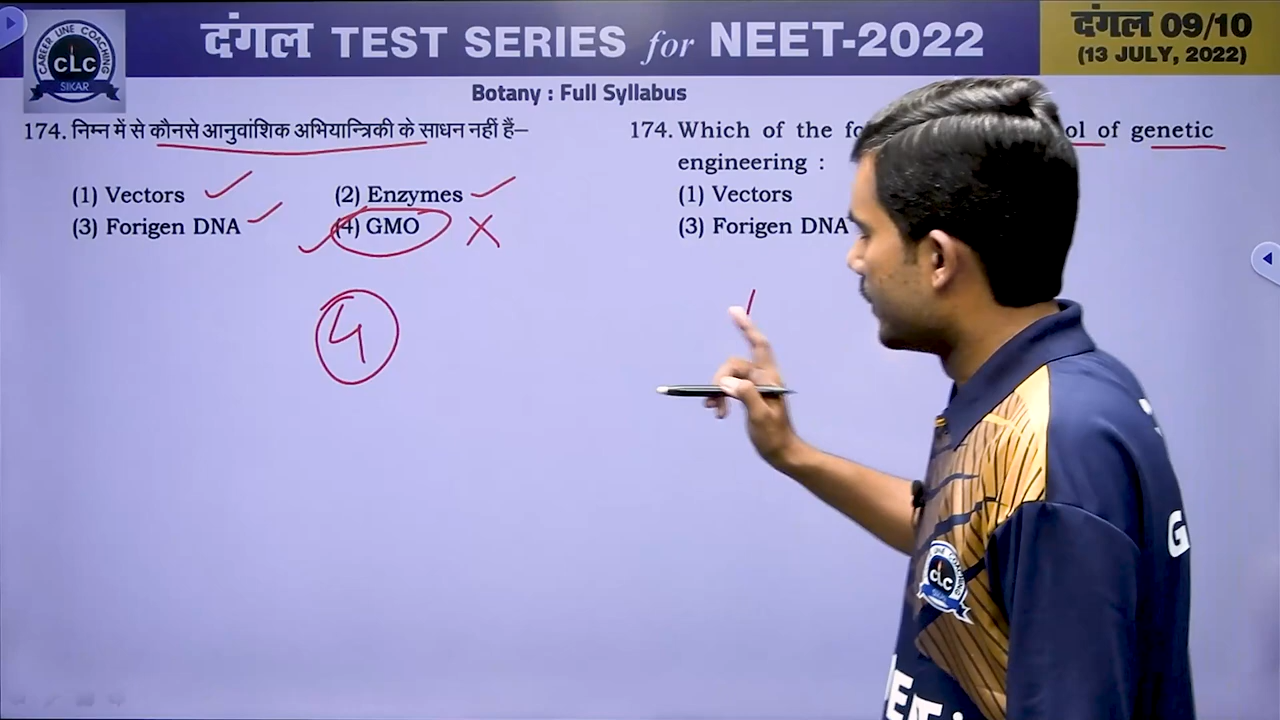 दंगल TEST SERIES for NEET-2022
दंगल 09/10
(13 JULY, 2022)
CAREER LINE COACHING
CLC
SIKAR
Botany : Full Syllabus
174. निम्न में से कौनसे आनुवांशिक अभियान्त्रिकी के साधन नहीं हैं–
(1) Vectors
(2) Enzymes
(3) Forigen DNA
(4) GMO
4
174. Which of the of genetic
engineering :
(1) Vectors
(3) Forigen DNA
CLC
SIKAR
G